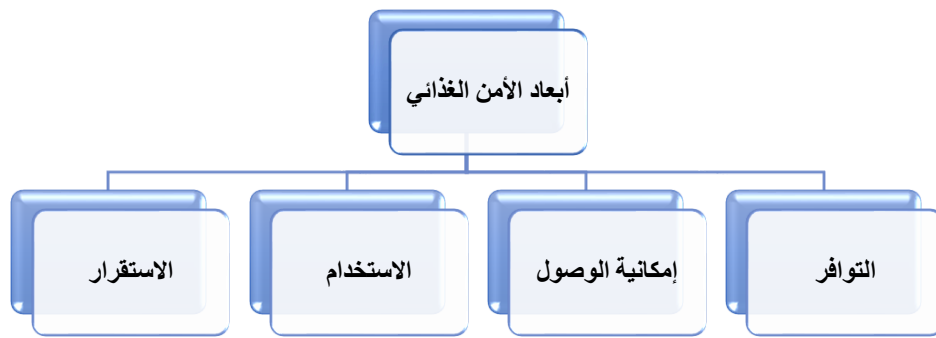 أبعاد الأمن الغذائي
التوافر
إمكانية الوصول
الاستخدام
الاستقرار